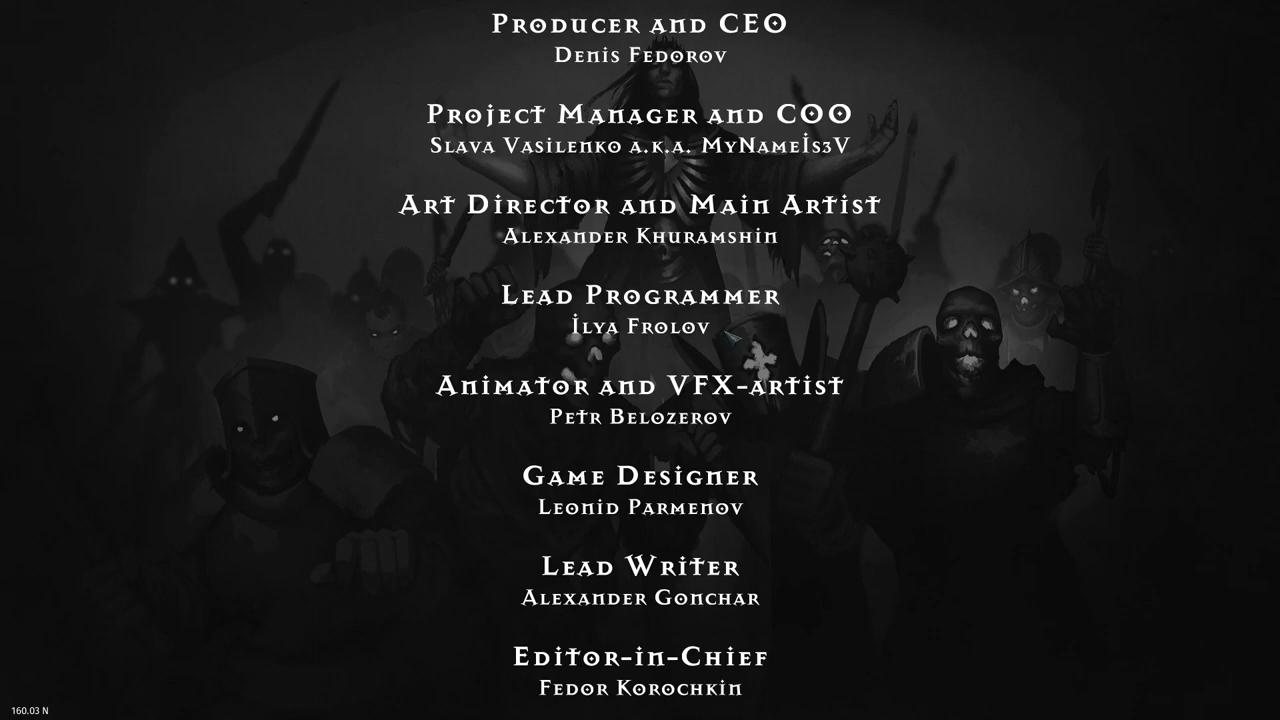 Producer and CEO
Denis Fedorov
Project Manager and COO
Slava Vasilenko a.k.a. MyNameIs3V
Art Director and Main Artist
Alexander Khuramshin
Lead Programmer
Ilya Frolov
Animator and VFX-artist
Petr Belozerov
Game Designer
Leonid Parmenov
Lead Writer
Alexander Gonchar
Editor-in-Chief
Fedor Korochkin
160.03 N